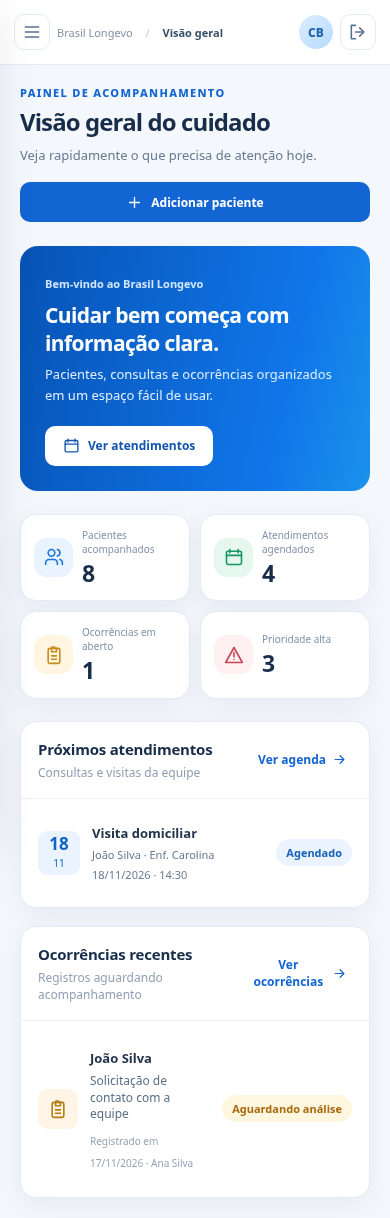 Brasil Longevo / Visão geral
CB
PAINEL DE ACOMPANHAMENTO
Visão geral do cuidado
Veja rapidamente o que precisa de atenção hoje.
Adicionar paciente
Bem-vindo ao Brasil Longevo
Cuidar bem começa com
informação clara.
Pacientes, consultas e ocorrências organizados
em um espaço fácil de usar.
Ver atendimentos
Pacientes
acompanhados
8
Atendimentos
agendados
4
Ocorrências em
aberto
1
Prioridade alta
3
Próximos atendimentos
Consultas e visitas da equipe
Ver agenda
18
11
Visita domiciliar
João Silva · Enf. Carolina
18/11/2026 · 14:30
Agendado
Ocorrências recentes
Registros aguardando
acompanhamento
Ver
ocorrências
João Silva
Solicitação de
contato com a
equipe
Registrado em
17/11/2026 · Ana Silva
Aguardando análise